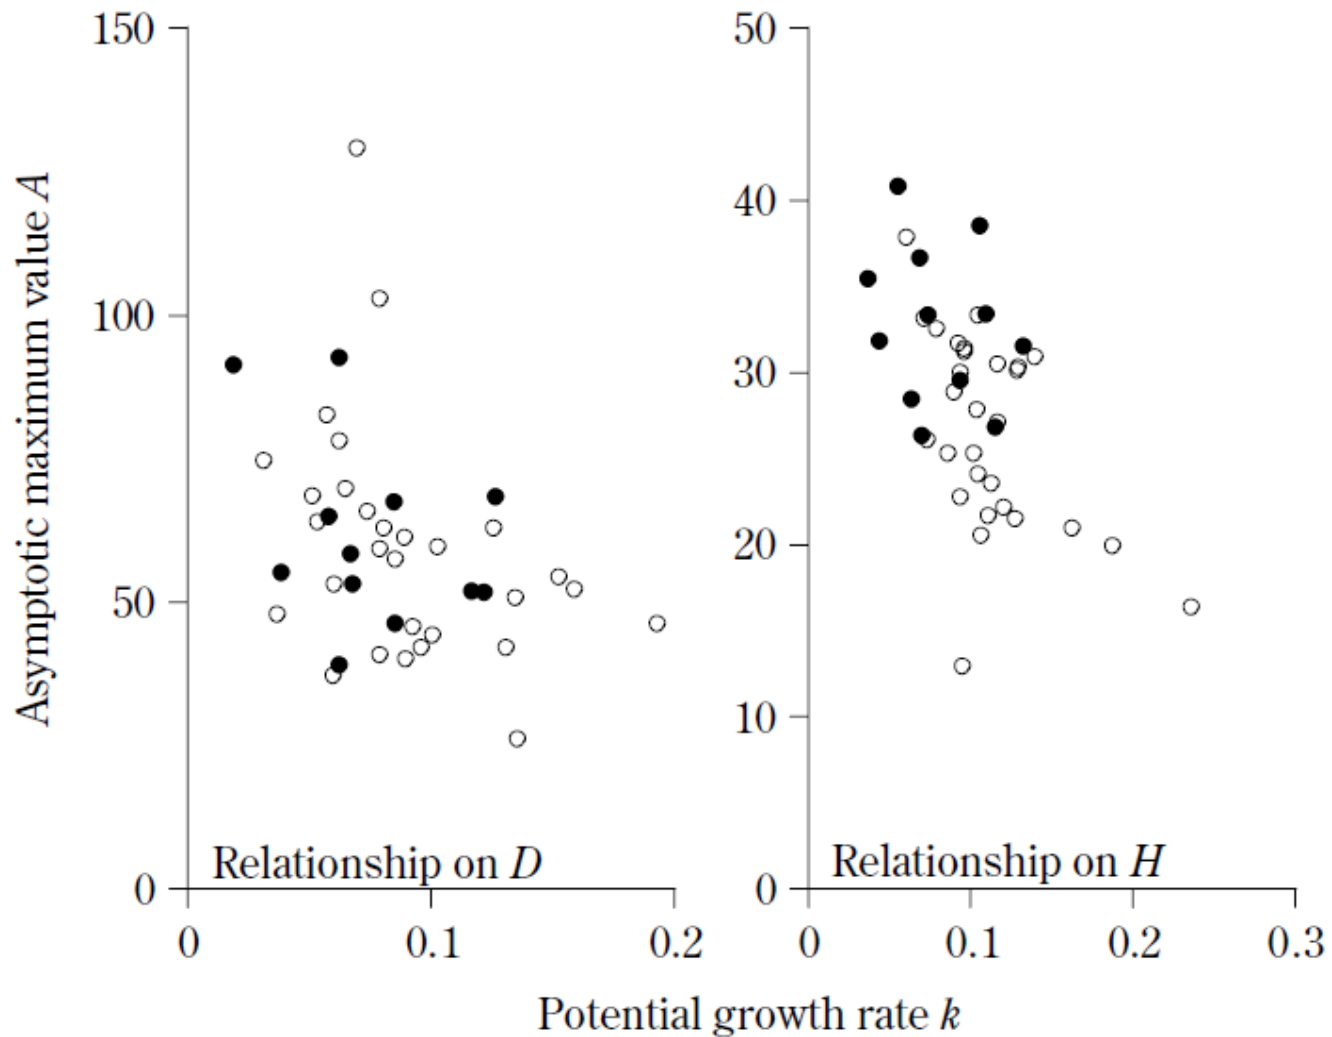 Asymptotic maximum value A
150
100
50
0
Relationship on D
0 0.1 0.2
50
40
30
20
10
0
Relationship on H
0 0.1 0.2 0.3
Potential growth rate k